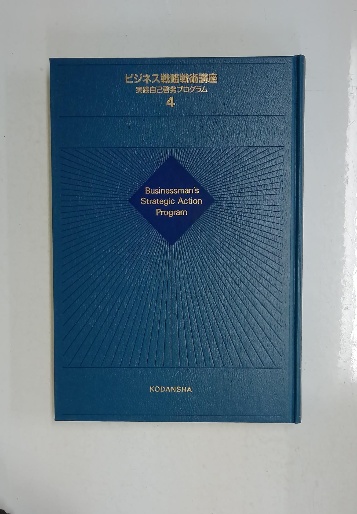 ビジネス戦略戦術講座
実践自己啓発プログラム
4
Businessman's
Strategic Action
Program
KODANSHA